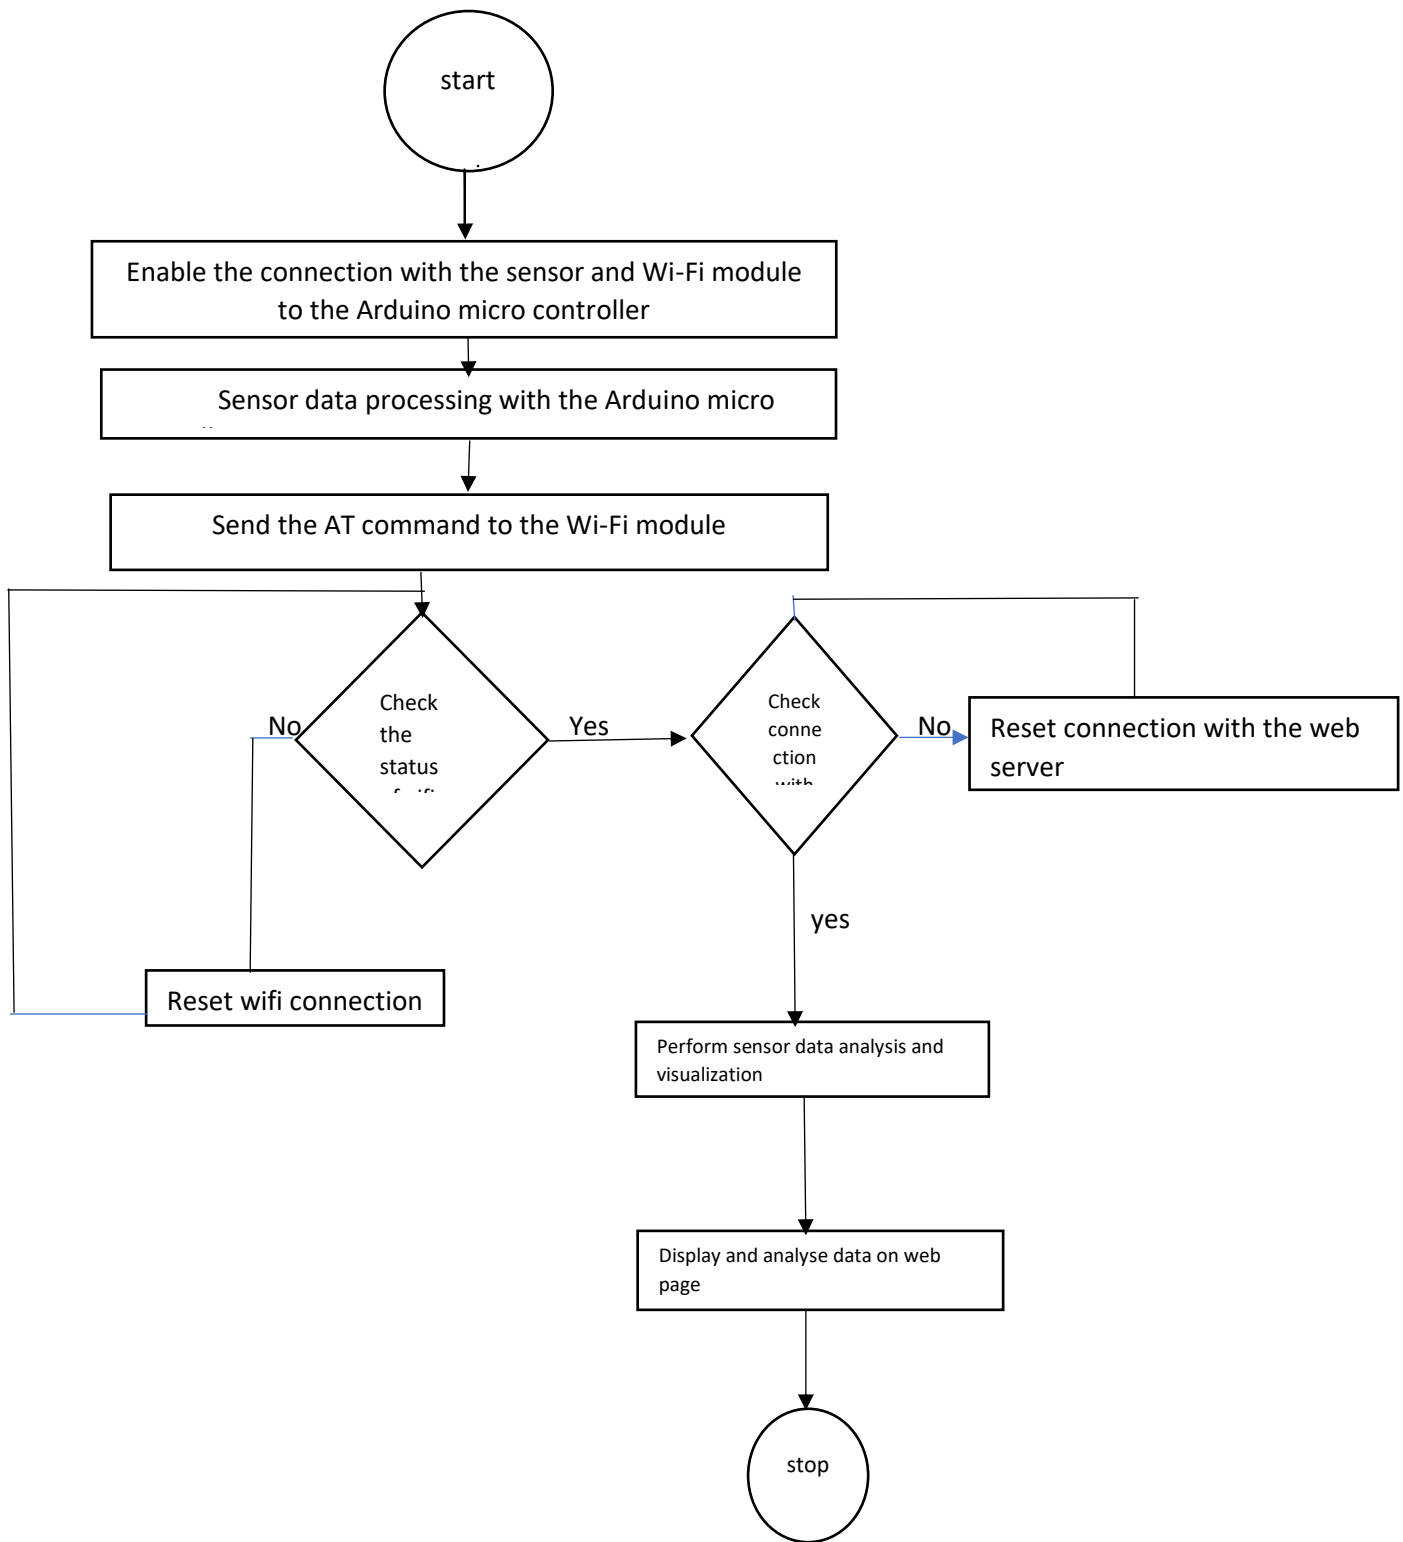 start
Enable the connection with the sensor and Wi-Fi module
to the Arduino micro controller
Sensor data processing with the Arduino micro
Send the AT command to the Wi-Fi module
No
Check
the
status
Yes
Check
conne
ction
with
No
Reset connection with the web
server
yes
Reset wifi connection
Perform sensor data analysis and
visualization
Display and analyse data on web
page
stop